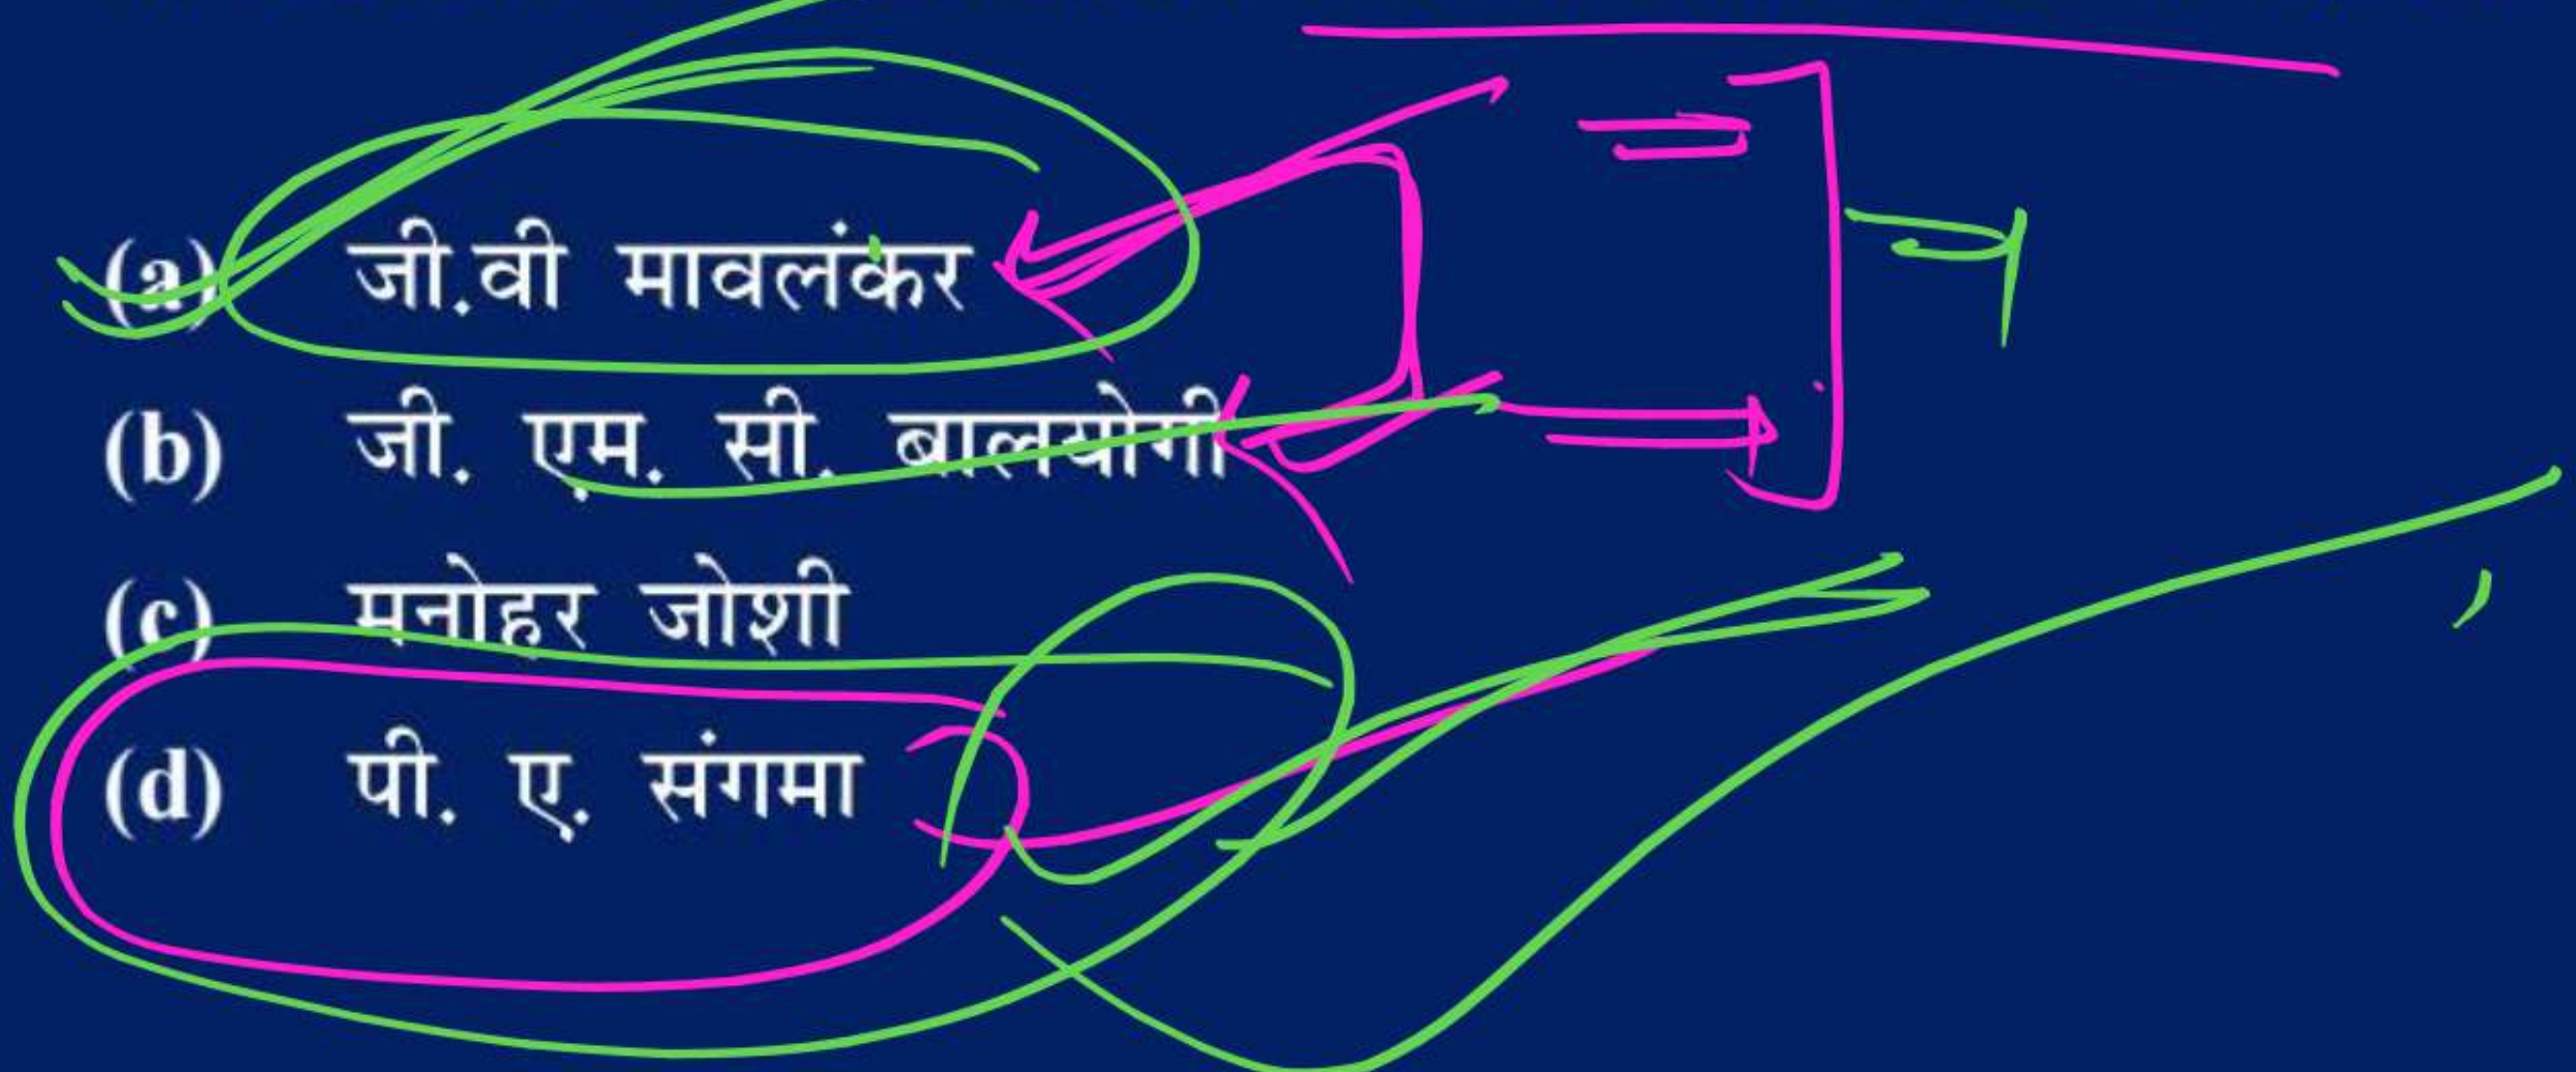 (a) जी.वी मावलंकर
(b) जी. एम. सी. बालयोगी
(c) मनोहर जोशी
(d) पी. ए. संगमा